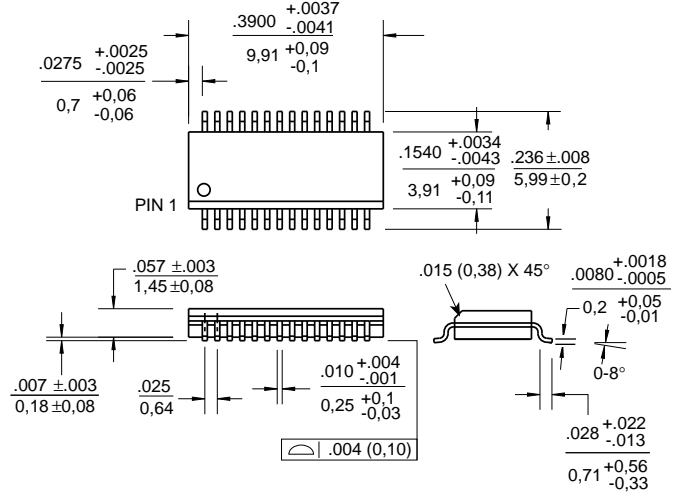 .3900 +.0037 -.0041
9,91 +0,09 -0,1
.0275 +.0025 -.0025
0,7 +0,06 -0,06
.1540 +.0034 -.0043
3,91 +0,09 -0,11
.236±.008
5,99±0,2
PIN 1
.057 ±.003
1,45±0,08
.015 (0,38) X 45°
.0080 +.0018 -.0005
0,2 +0,05 -0,01
0-8°
.007 ±.003
0,18±0,08
.025
0,64
.010 +.004 -.001
0,25 +0,1 -0,03
.004 (0,10)
.028 +.022 -.013
0,71 +0,56 -0,33